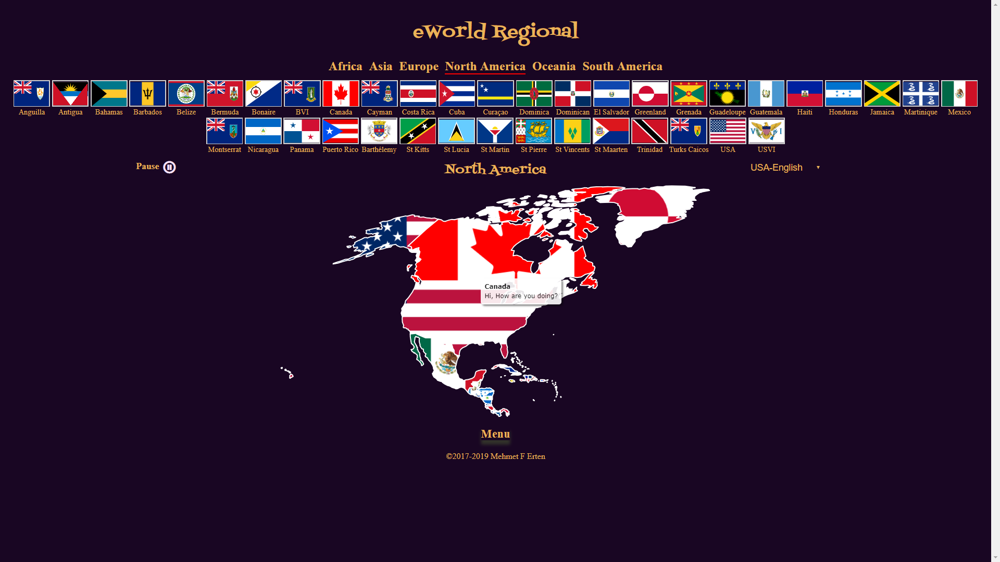 eWorld Regional
Africa Asia Europe North America Oceania South America
Anguilla Antigua Bahamas Barbados Belize Bermuda Bonaire BVI Canada Cayman Costa Rica Cuba Curaçao Dominica Dominican El Salvador Greenland Grenada Guadeloupe Guatemala Haiti Honduras Jamaica Martinique Mexico
Montserrat Nicaragua Panama Puerto Rico Barthélemy St Kitts St Lucia St Martin St Pierre St Vincents St Maarten Trinidad Turks Caicos USA USVI
Pause North America USA-English
Canada
Hi, How are you doing?
Menu
©2017-2019 Mehmet F Erten